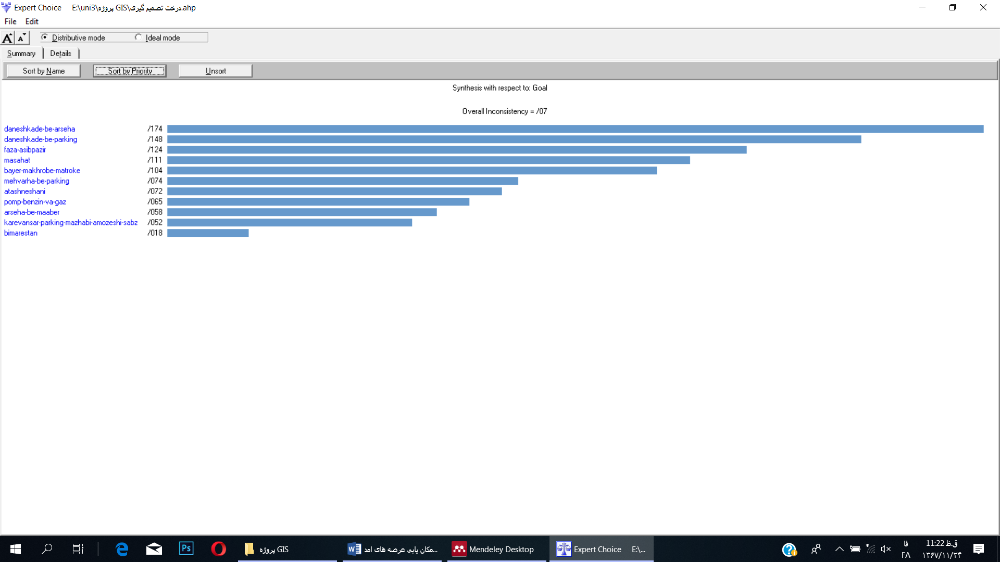 Expert Choice E:\uni3\پروژه GIS\درخت تصمیم گیری.ahp
File Edit
A A Distributive mode Ideal mode
Summary Details
Sort by Name Sort by Priority Unsort
Synthesis with respect to: Goal
Overall Inconsistency = /07
daneshkade-be-arseha /174
daneshkade-be-parking /148
faza-asibpazir /124
masahat /111
bayer-makhrobe-matroke /104
mehvarha-be-parking /074
atashneshani /072
pomp-benzin-va-gaz /065
arseha-be-maaber /058
karevansar-parking-mazhabi-amozeshi-sabz /052
bimarestan /018
Ps پروژه GIS W مکان یابی عرصه های امد... Mendeley Desktop Expert Choice E:\... فا 11:22 ق.ظ
FA ۱۳۶۷/۱۱/۲۴